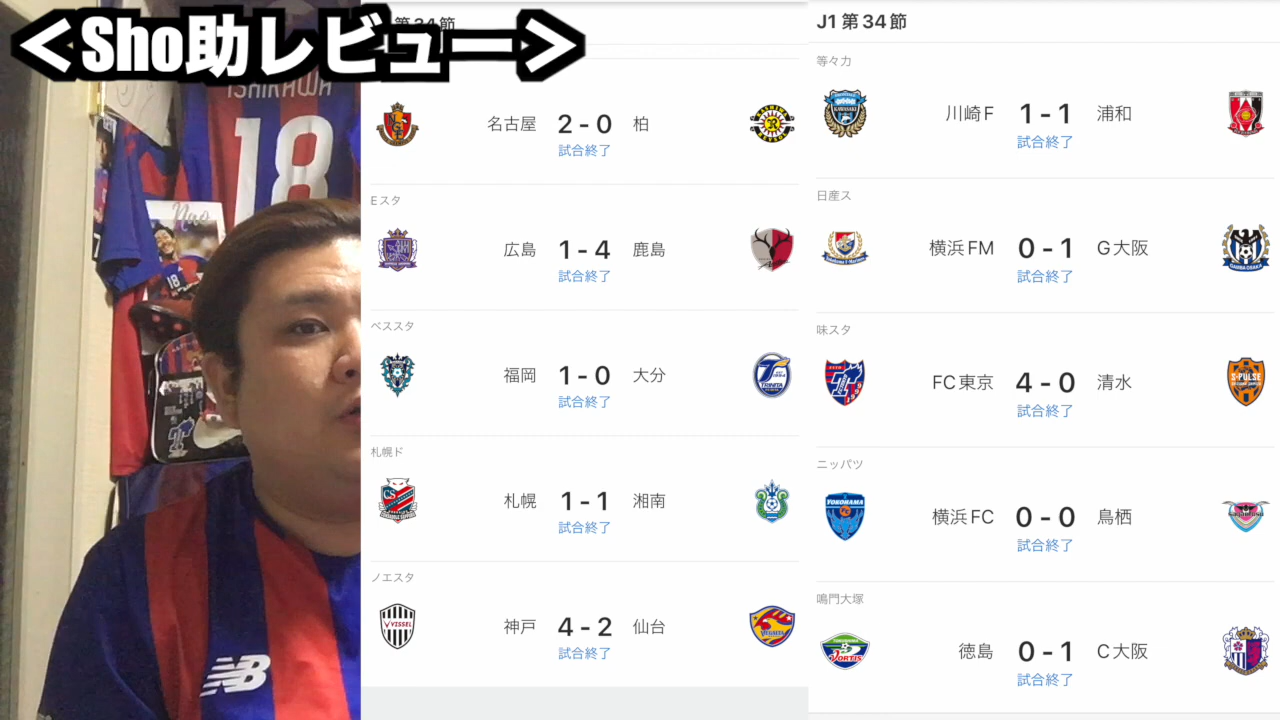 <Sho助レビュー>
第34節
名古屋 2 - 0 柏
試合終了
Eスタ
広島 1 - 4 鹿島
試合終了
ベススタ
福岡 1 - 0 大分
試合終了
札幌ド
札幌 1 - 1 湘南
試合終了
ノエスタ
神戸 4 - 2 仙台
試合終了
J1 第34節
等々力
川崎F 1 - 1 浦和
試合終了
日産ス
横浜FM 0 - 1 G大阪
試合終了
味スタ
FC東京 4 - 0 清水
試合終了
ニッパツ
横浜FC 0 - 0 鳥栖
試合終了
鳴門大塚
徳島 0 - 1 C大阪
試合終了
ISHIKAWA
18
Nao
18
NB
VISSEL
TRINITA
S-PULSE
YOKOHAMA
VORTIS